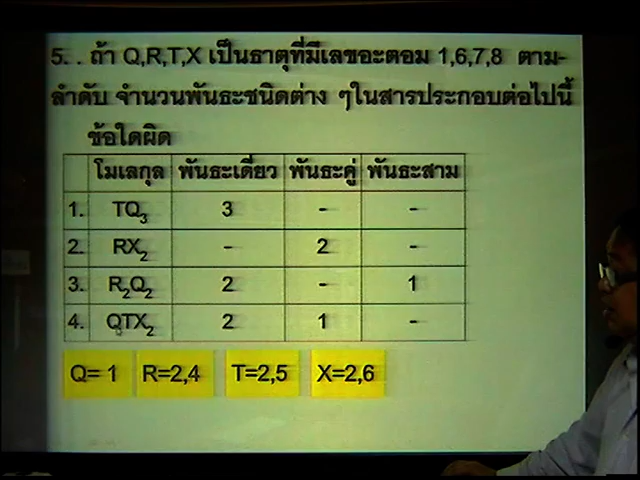 5. . ถ้า Q,R,T,X เป็นธาตุที่มีเลขอะตอม 1,6,7,8 ตาม-
ลำดับ จำนวนพันธะชนิดต่าง ๆในสารประกอบต่อไปนี้
ข้อใดผิด
โมเลกุล พันธะเดี่ยว พันธะคู่ พันธะสาม
1. TQ3 3 - -
2. RX2 - 2 -
3. R2Q2 2 - 1
4. QTX2 2 1 -
Q= 1 R=2,4 T=2,5 X=2,6